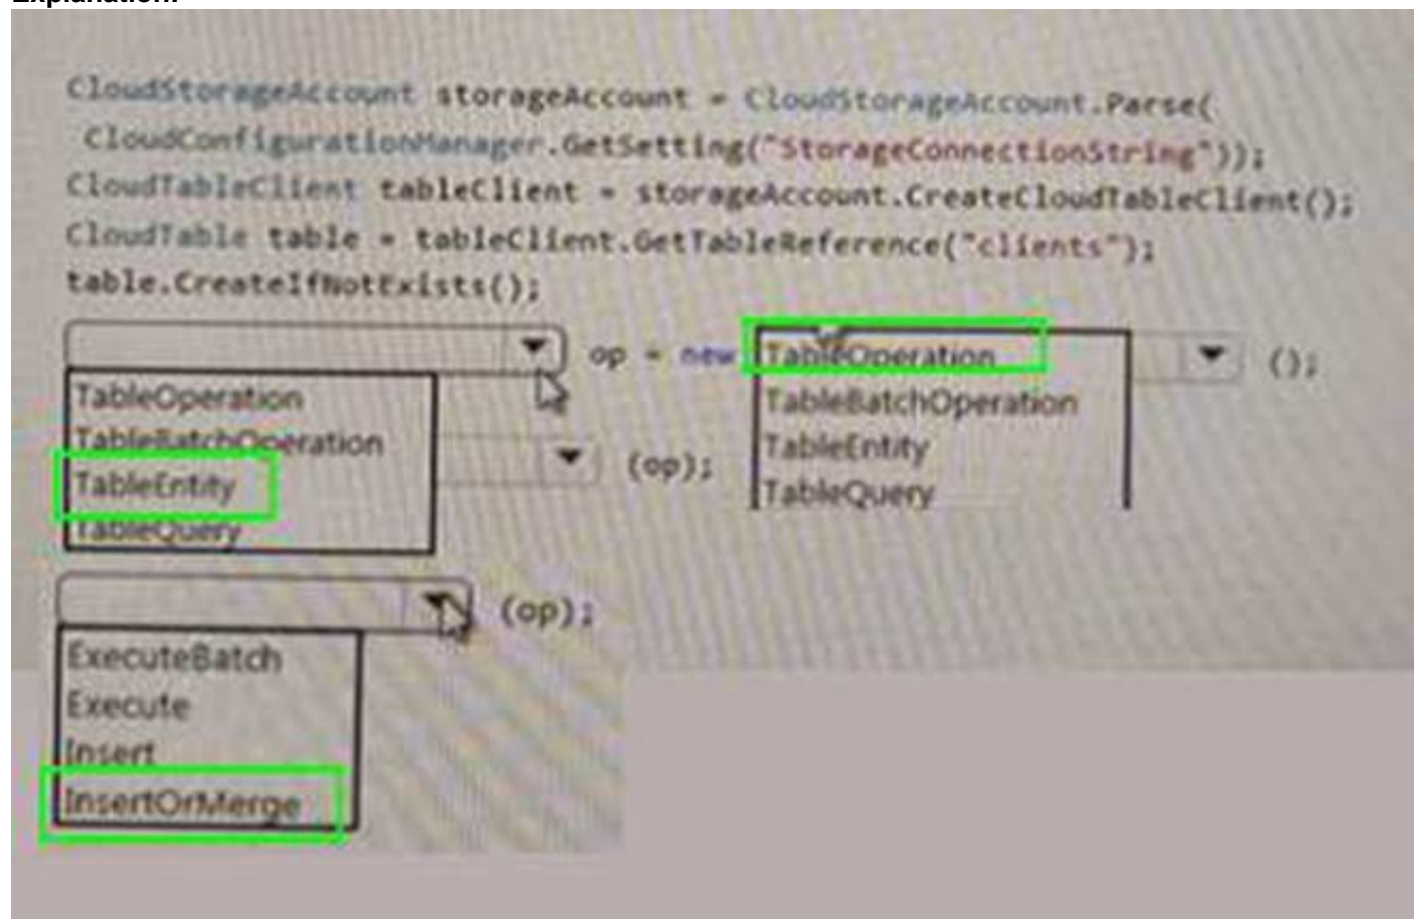 Explanation:
CloudStorageAccount storageAccount = CloudStorageAccount.Parse(
CloudConfigurationManager.GetSetting("StorageConnectionString"));
CloudTableClient tableClient = storageAccount.CreateCloudTableClient();
CloudTable table = tableClient.GetTableReference("clients");
table.CreateIfNotExists();
op = new TableOperation ();
TableOperation
TableBatchOperation
TableEntity
TableQuery
TableBatchOperation
TableEntity
TableQuery
(op);
(op);
ExecuteBatch
Execute
Insert
InsertOrMerge